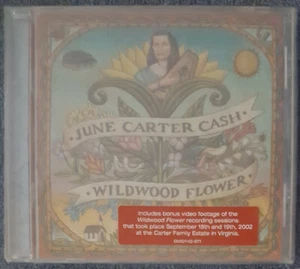 JUNE CARTER CASH
WILDWOOD FLOWER
Includes bonus video footage of the
Wildwood Flower recording sessions
that took place September 18th and 19th, 2002
at the Carter Family Estate in Virginia.